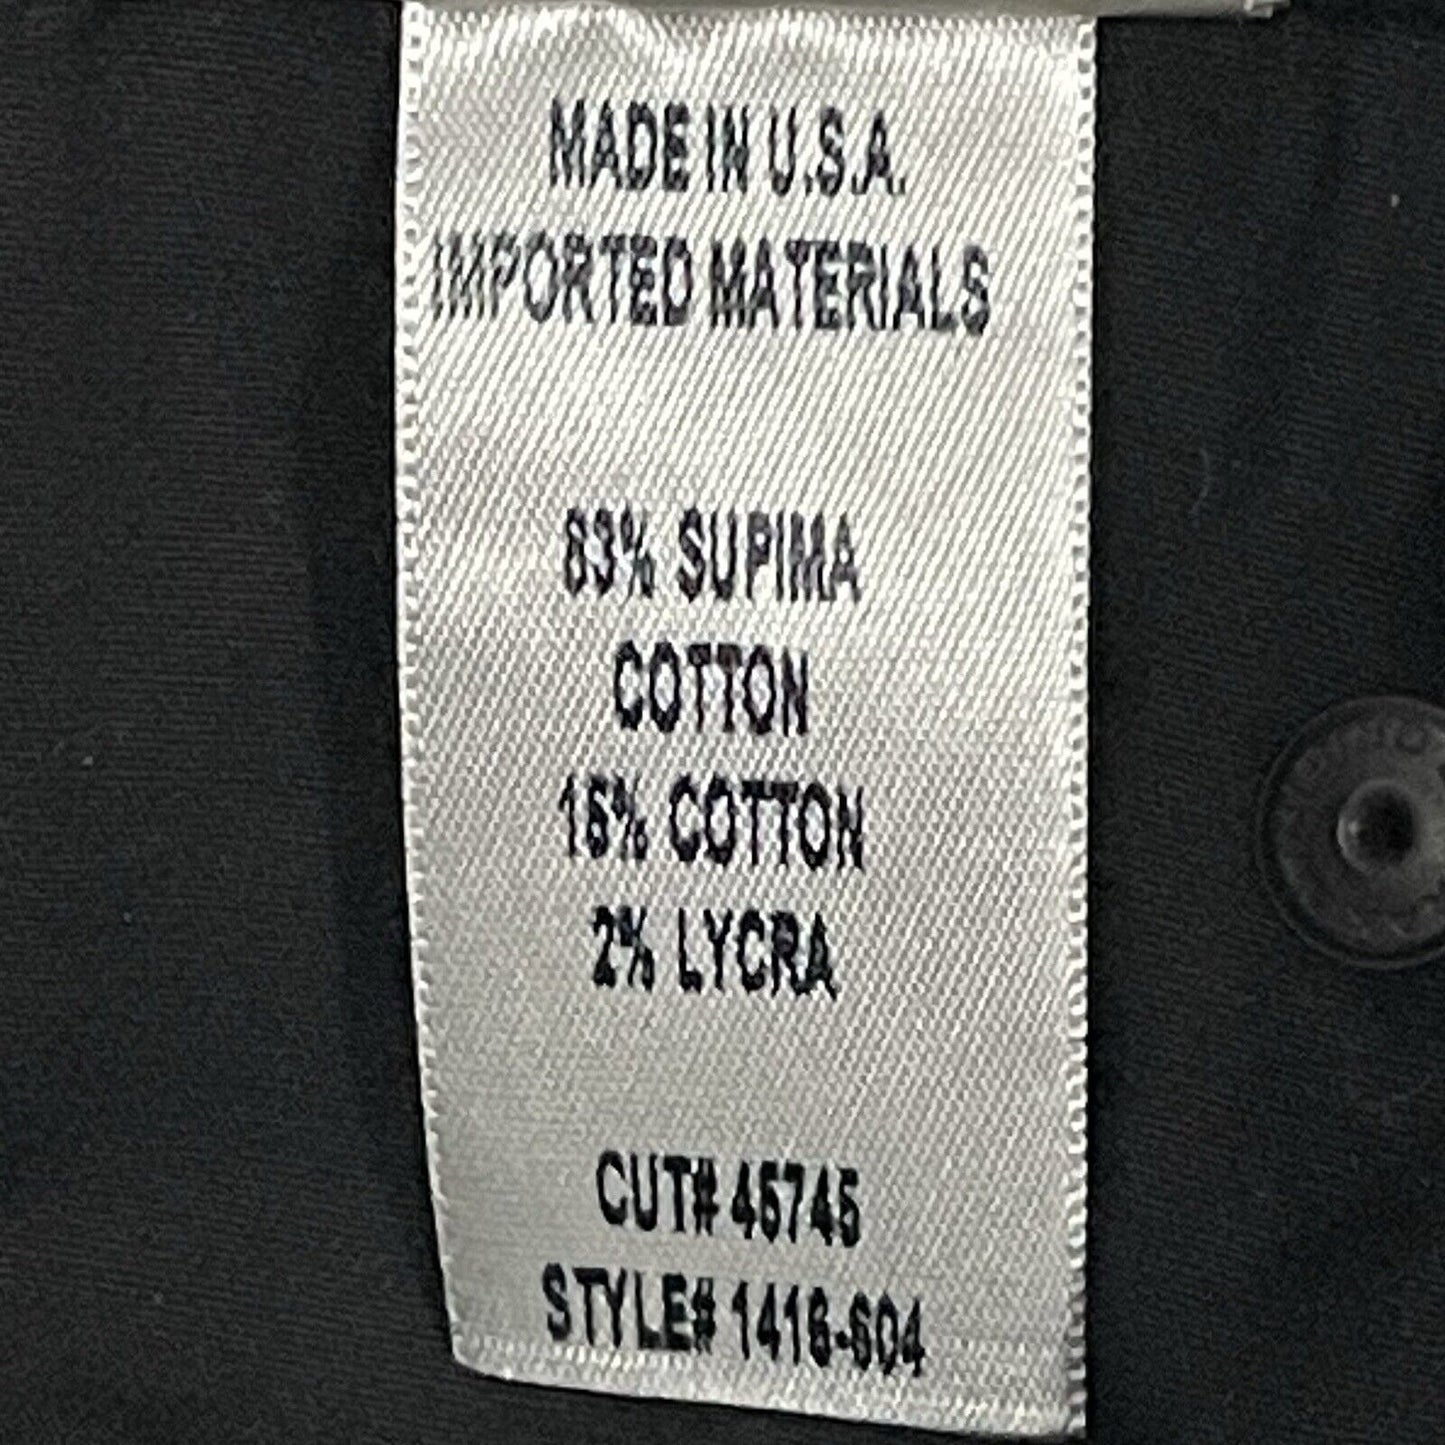 MADE IN U.S.A.
IMPORTED MATERIALS
83% SUPIMA
COTTON
15% COTTON
2% LYCRA
CUT# 45745
STYLE# 1416-604